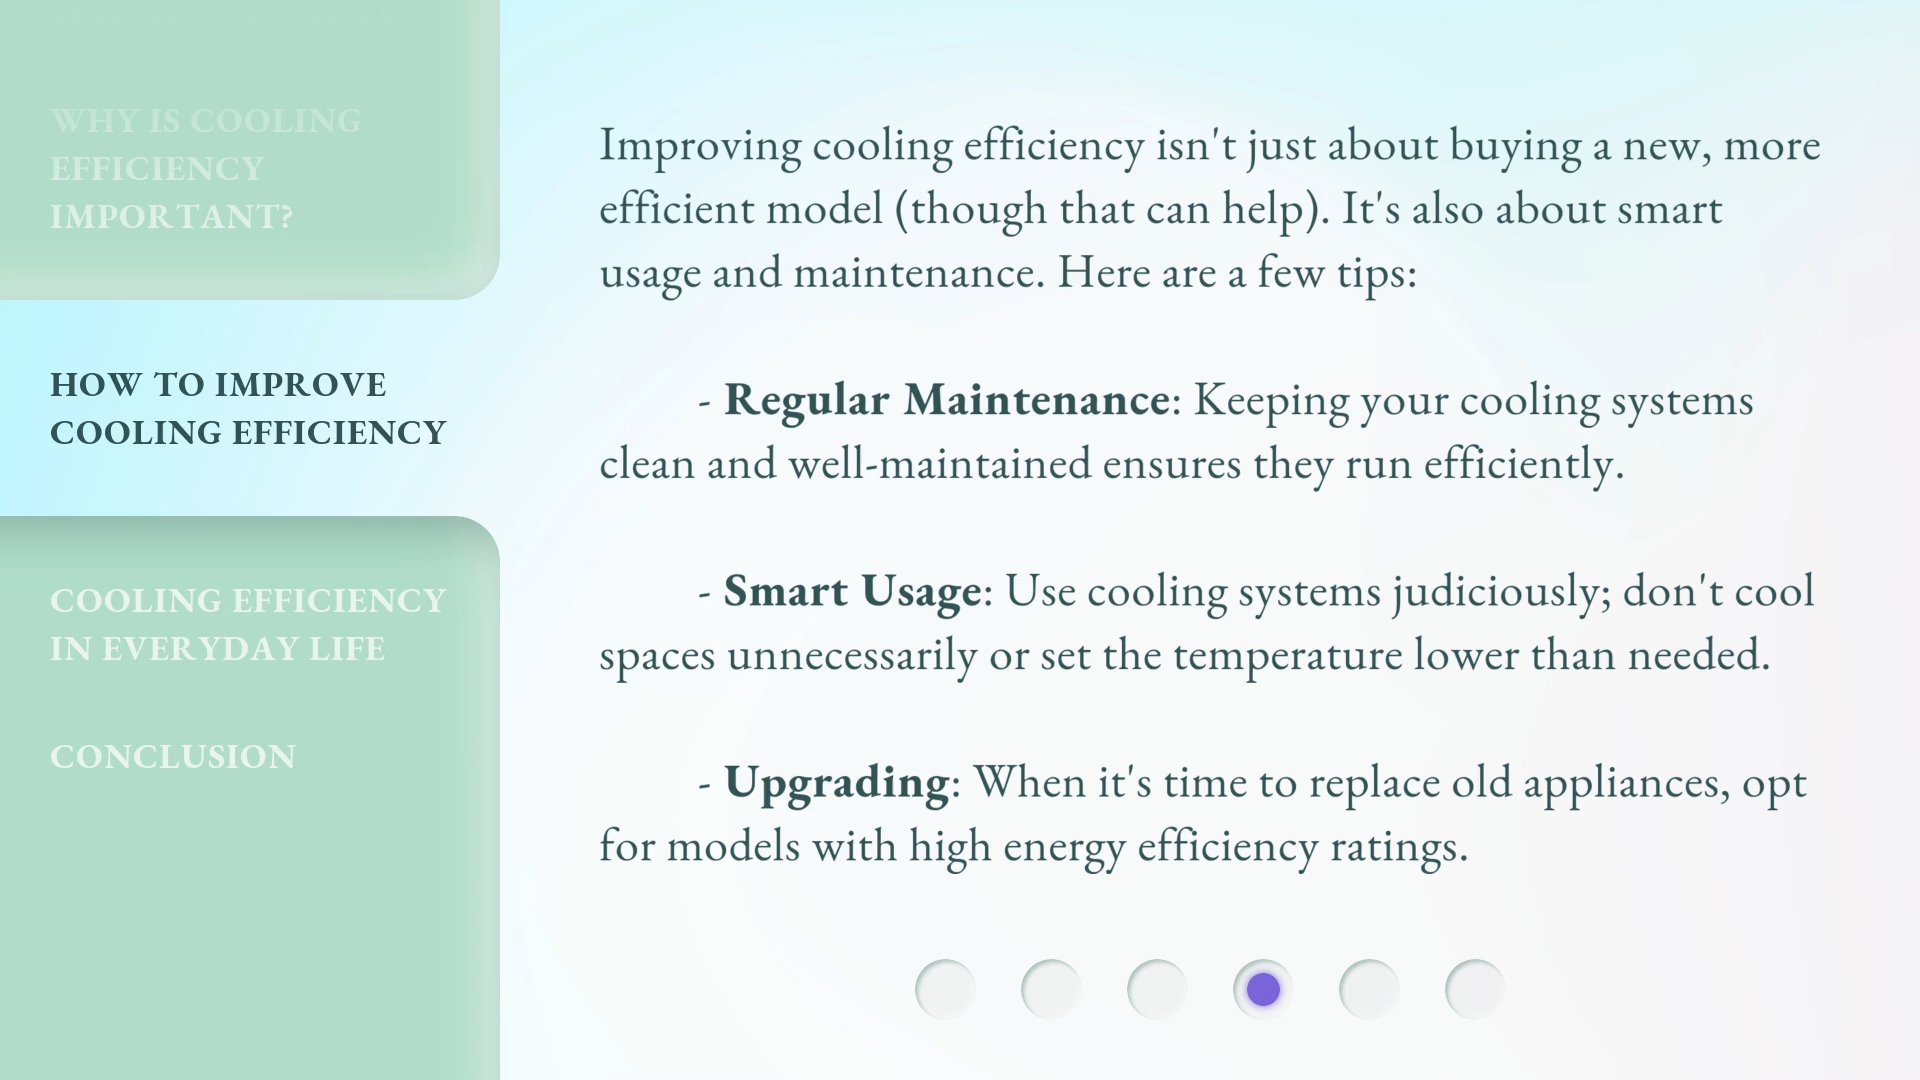 WHY IS COOLING
EFFICIENCY
IMPORTANT?
HOW TO IMPROVE
COOLING EFFICIENCY
COOLING EFFICIENCY
IN EVERYDAY LIFE
CONCLUSION
Improving cooling efficiency isn't just about buying a new, more
efficient model (though that can help). It's also about smart
usage and maintenance. Here are a few tips:
- Regular Maintenance: Keeping your cooling systems
clean and well-maintained ensures they run efficiently.
- Smart Usage: Use cooling systems judiciously; don't cool
spaces unnecessarily or set the temperature lower than needed.
- Upgrading: When it's time to replace old appliances, opt
for models with high energy efficiency ratings.